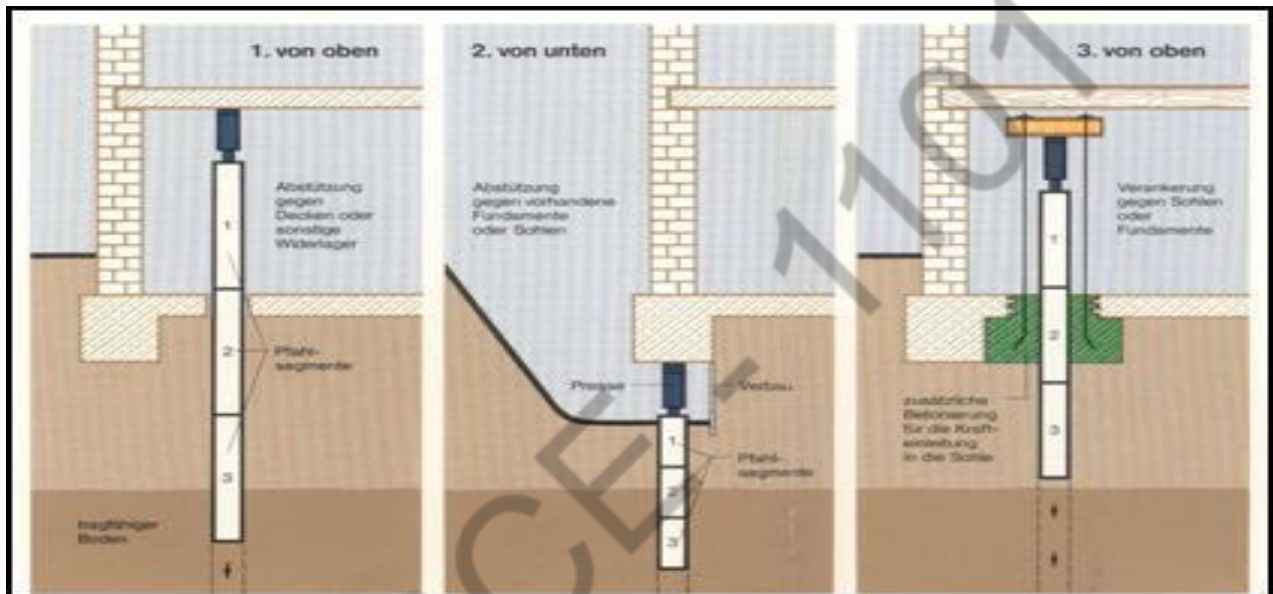 1. von oben
Abstützung
gegen
Decken oder
sonstige
Widerlager
1
2
3
Pfahl-
segmente
tragfähiger
Boden
2. von unten
Abstützung
gegen vorhandene
Fundamente
oder Sohlen
Presse
Verbau
1
2
3
Pfahl-
segmente
3. von oben
Verankerung
gegen Sohlen
oder
Fundamente
1
2
3
zusätzliche
Betonierung
für die Kraft-
einleitung
in die Sohle
CE- 1101